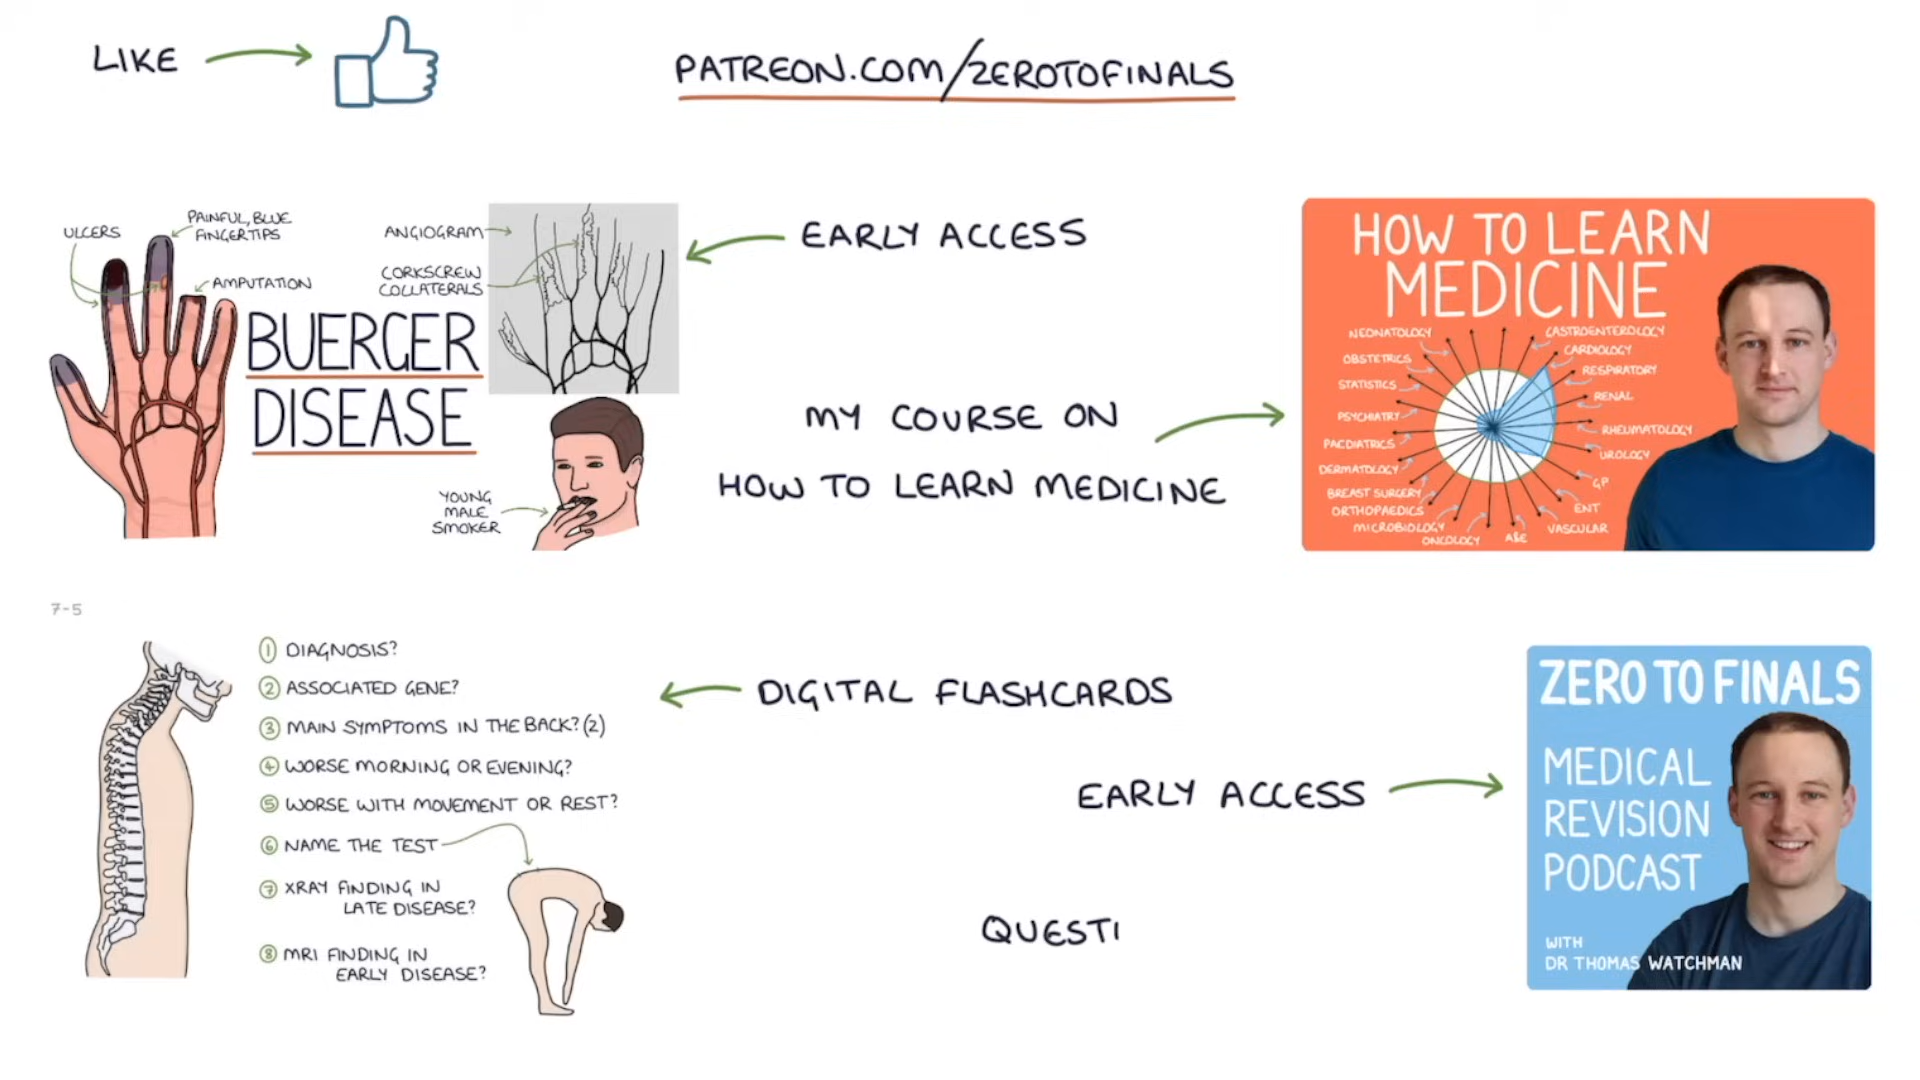 LIKE
PATREON.COM/ZEROTOFINALS
ULCERS
PAINFUL, BLUE
FINGERTIPS
AMPUTATION
BUERGER
DISEASE
ANGIOGRAM
CORKSCREW
COLLATERALS
YOUNG
MALE
SMOKER
EARLY ACCESS
MY COURSE ON
HOW TO LEARN MEDICINE
HOW TO LEARN
MEDICINE
NEONATOLOGY
OBSTETRICS
STATISTICS
PSYCHIATRY
PAEDIATRICS
DERMATOLOGY
BREAST SURGERY
ORTHOPAEDICS
MICROBIOLOGY
ONCOLOGY
A&E
VASCULAR
ENT
GP
UROLOGY
RHEUMATOLOGY
RENAL
RESPIRATORY
CARDIOLOGY
GASTROENTEROLOGY
7-5
1 DIAGNOSIS?
2 ASSOCIATED GENE?
3 MAIN SYMPTOMS IN THE BACK? (2)
4 WORSE MORNING OR EVENING?
5 WORSE WITH MOVEMENT OR REST?
6 NAME THE TEST
7 XRAY FINDING IN
LATE DISEASE?
8 MRI FINDING IN
EARLY DISEASE?
DIGITAL FLASHCARDS
EARLY ACCESS
QUESTI
ZERO TO FINALS
MEDICAL
REVISION
PODCAST
WITH
DR THOMAS WATCHMAN